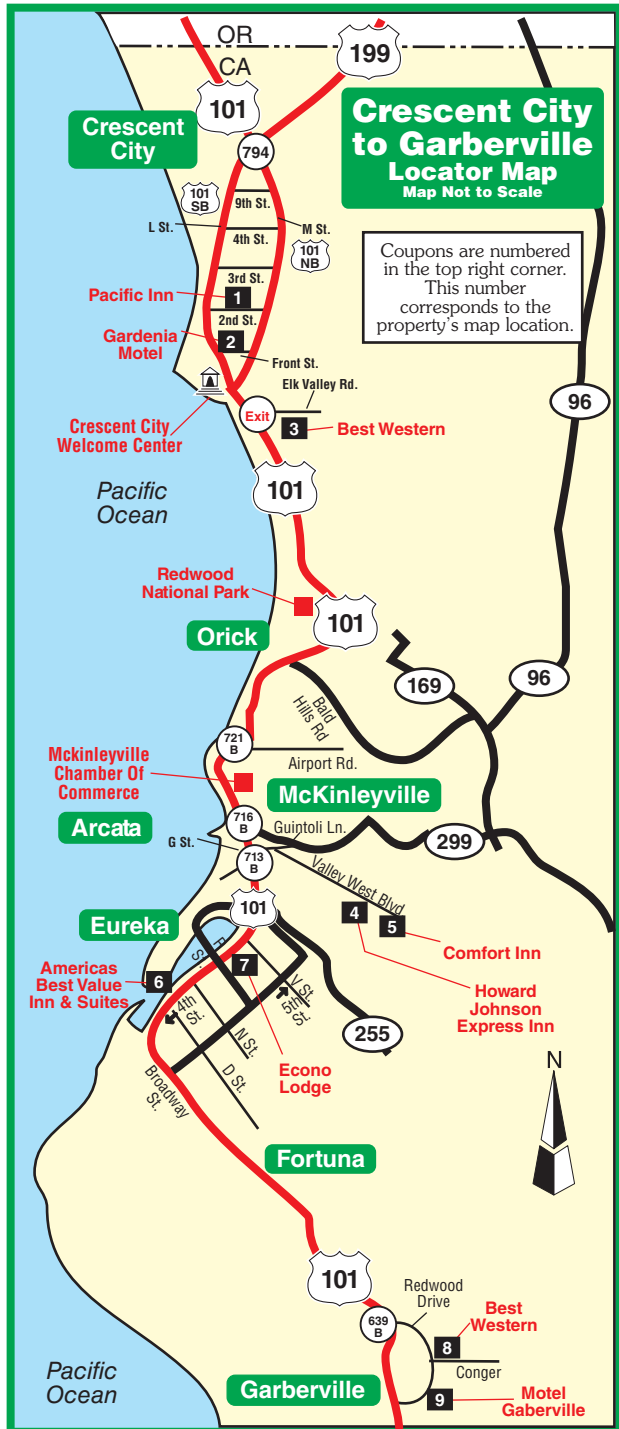 OR
CA
199
101
Crescent City
to Garberville
Locator Map
Map Not to Scale
Crescent
City
794
101
SB
9th St.
L St.
M St.
4th St.
101
NB
Coupons are numbered
in the top right corner.
This number
corresponds to the
property's map location.
3rd St.
Pacific Inn
1
2nd St.
Gardenia
Motel
2
Front St.
Elk Valley Rd.
96
Exit
Crescent City
Welcome Center
3
Best Western
Pacific
Ocean
101
Redwood
National Park
101
Orick
169
96
Bald
Hills Rd
721
B
Airport Rd.
Mckinleyville
Chamber Of
Commerce
McKinleyville
Arcata
716
B
Guintoli Ln.
299
G St.
713
B
Valley West Blvd
101
Eureka
4
5
Comfort Inn
R
St.
Americas
Best Value
Inn & Suites
6
7
V St.
Howard
Johnson
Express Inn
4th
St.
5th
St.
255
N St.
Econo
Lodge
D St.
Broadway
St.
N
Fortuna
101
Redwood
Drive
639
B
Best
Western
8
Conger
Pacific
Ocean
Garberville
9
Motel
Gaberville